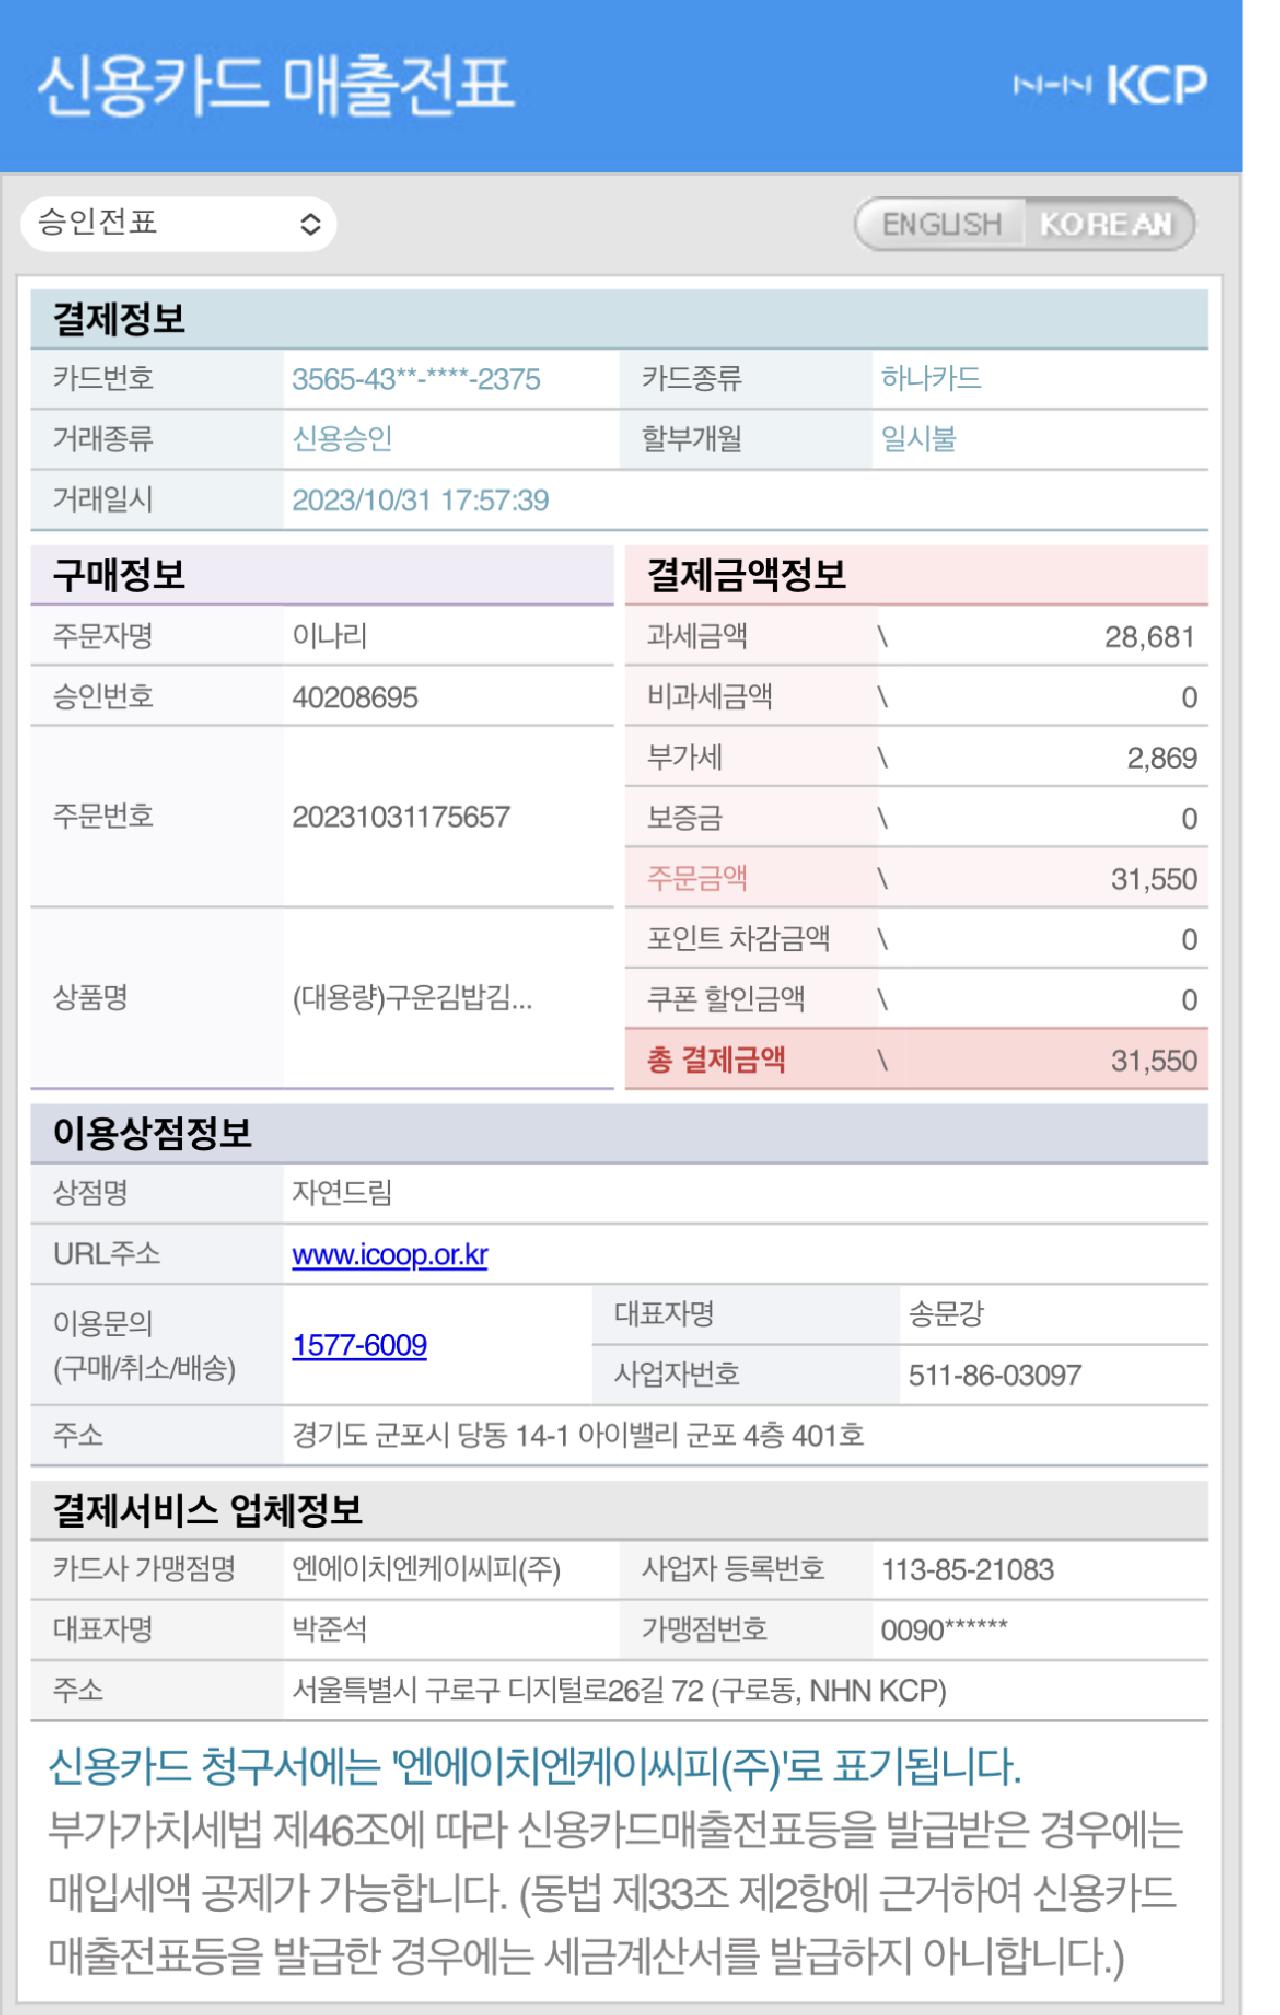 신용카드 매출전표
NHN KCP
승인전표
ENGLISH KOREAN
결제정보
카드번호 3565-43**-****-2375 카드종류 하나카드
거래종류 신용승인 할부개월 일시불
거래일시 2023/10/31 17:57:39
구매정보
주문자명 이나리
승인번호 40208695
주문번호 20231031175657
상품명 (대용량)구운김밥김...
결제금액정보
과세금액 \ 28,681
비과세금액 \ 0
부가세 \ 2,869
보증금 \ 0
주문금액 \ 31,550
포인트 차감금액 \ 0
쿠폰 할인금액 \ 0
총 결제금액 \ 31,550
이용상점정보
상점명 자연드림
URL주소 www.icoop.or.kr
이용문의
(구매/취소/배송)
1577-6009
대표자명 송문강
사업자번호 511-86-03097
주소 경기도 군포시 당동 14-1 아이밸리 군포 4층 401호
결제서비스 업체정보
카드사 가맹점명 엔에이치엔케이씨피(주) 사업자 등록번호 113-85-21083
대표자명 박준석 가맹점번호 0090******
주소 서울특별시 구로구 디지털로26길 72 (구로동, NHN KCP)
신용카드 청구서에는 '엔에이치엔케이씨피(주)'로 표기됩니다.
부가가치세법 제46조에 따라 신용카드매출전표등을 발급받은 경우에는
매입세액 공제가 가능합니다. (동법 제33조 제2항에 근거하여 신용카드
매출전표등을 발급한 경우에는 세금계산서를 발급하지 아니합니다.)